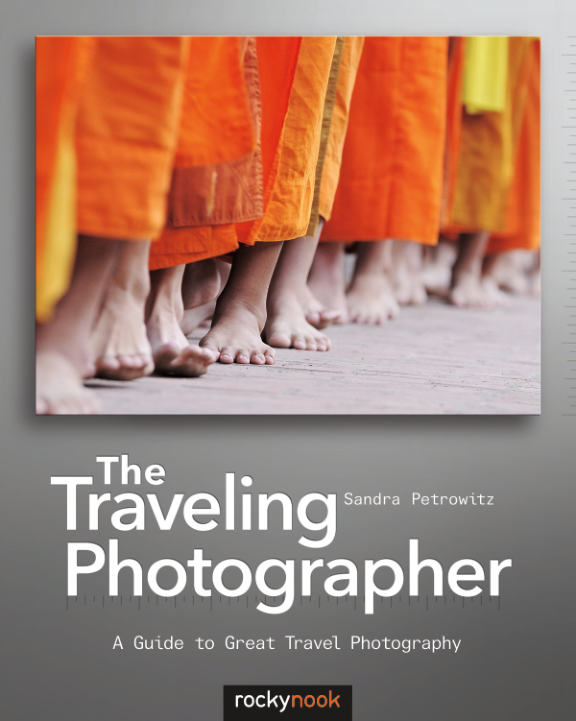 The
Traveling
Sandra Petrowitz
Photographer
A Guide to Great Travel Photography
rockynook